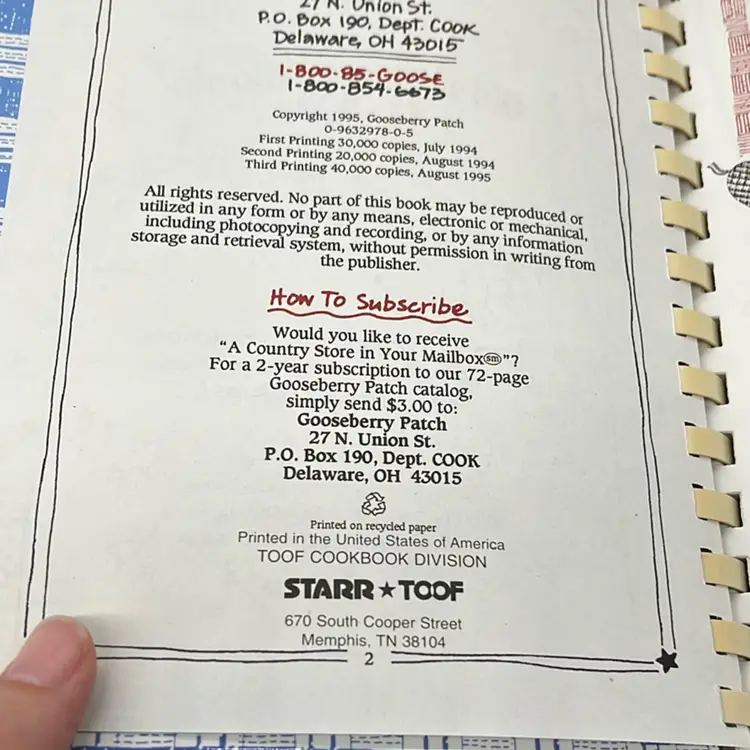 27 N. Union St.
P.O. Box 190, Dept. COOK
Delaware, OH 43015
1-800-85-GOOSE
1-800-854-6673
Copyright 1995, Gooseberry Patch
0-9632978-0-5
First Printing 30,000 copies, July 1994
Second Printing 20,000 copies, August 1994
Third Printing 40,000 copies, August 1995
All rights reserved. No part of this book may be reproduced or
utilized in any form or by any means, electronic or mechanical,
including photocopying and recording, or by any information
storage and retrieval system, without permission in writing from
the publisher.
How To Subscribe
Would you like to receive
"A Country Store in Your Mailbox℠"?
For a 2-year subscription to our 72-page
Gooseberry Patch catalog,
simply send $3.00 to:
Gooseberry Patch
27 N. Union St.
P.O. Box 190, Dept. COOK
Delaware, OH 43015
Printed on recycled paper
Printed in the United States of America
TOOF COOKBOOK DIVISION
STARR★TOOF
670 South Cooper Street
Memphis, TN 38104
2